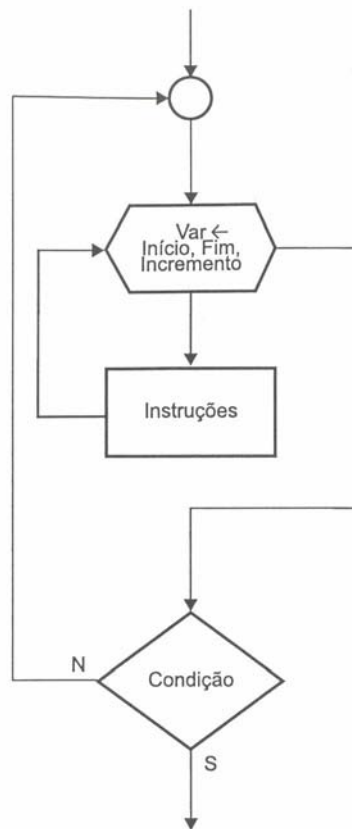 Var ←
Início, Fim,
Incremento
Instruções
Condição
N
S